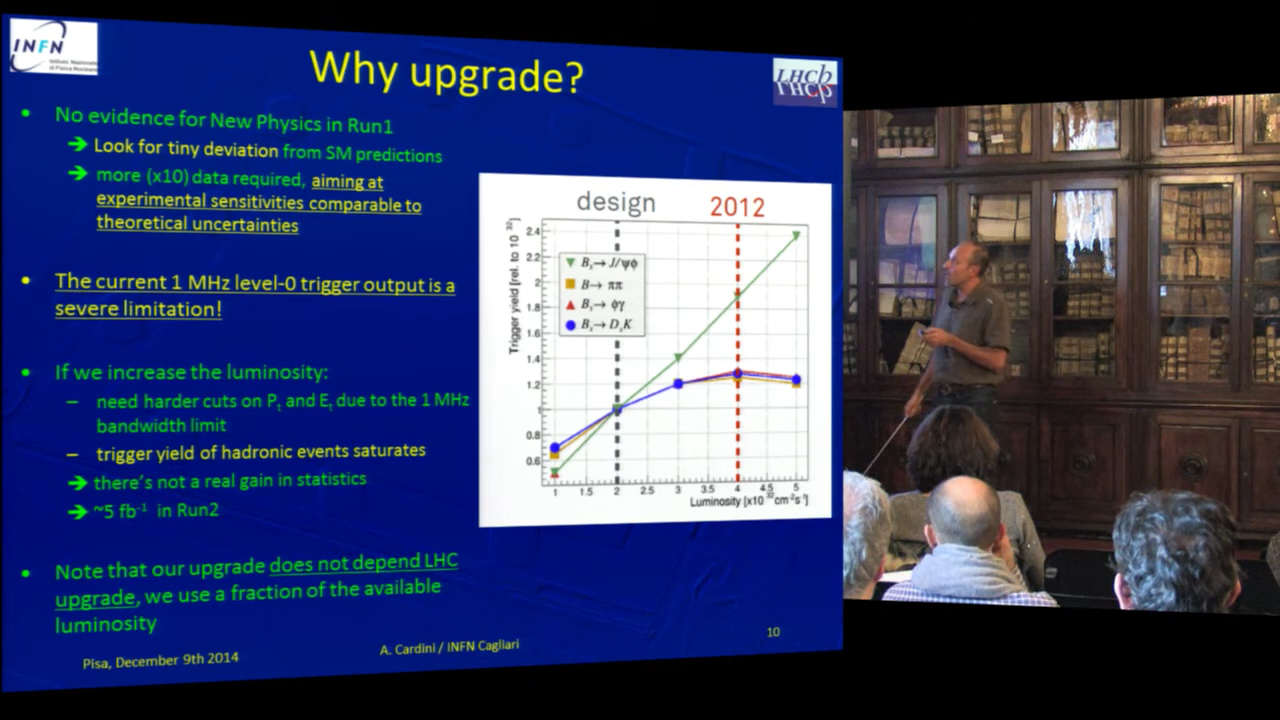 INFN
Istituto Nazionale
di Fisica Nucleare
Why upgrade?
LHCb
LHCb
• No evidence for New Physics in Run1
➔ Look for tiny deviation from SM predictions
➔ more (x10) data required, aiming at
experimental sensitivities comparable to
theoretical uncertainties
• The current 1 MHz level-0 trigger output is a
severe limitation!
• If we increase the luminosity:
– need harder cuts on Pt and Et due to the 1 MHz
bandwidth limit
– trigger yield of hadronic events saturates
➔ there's not a real gain in statistics
➔ ~5 fb-1 in Run2
• Note that our upgrade does not depend LHC
upgrade, we use a fraction of the available
luminosity
design
2012
Trigger yield [rel. to 10 32]
2.4
2.2
2
1.8
1.6
1.4
1.2
1
0.8
0.6
Bs→ J/ψϕ
B→ ππ
Bs→ ϕγ
Bs→ DsK
1 1.5 2 2.5 3 3.5 4 4.5 5
Luminosity [x10 32cm-2s-1]
Pisa, December 9th 2014
A. Cardini / INFN Cagliari
10